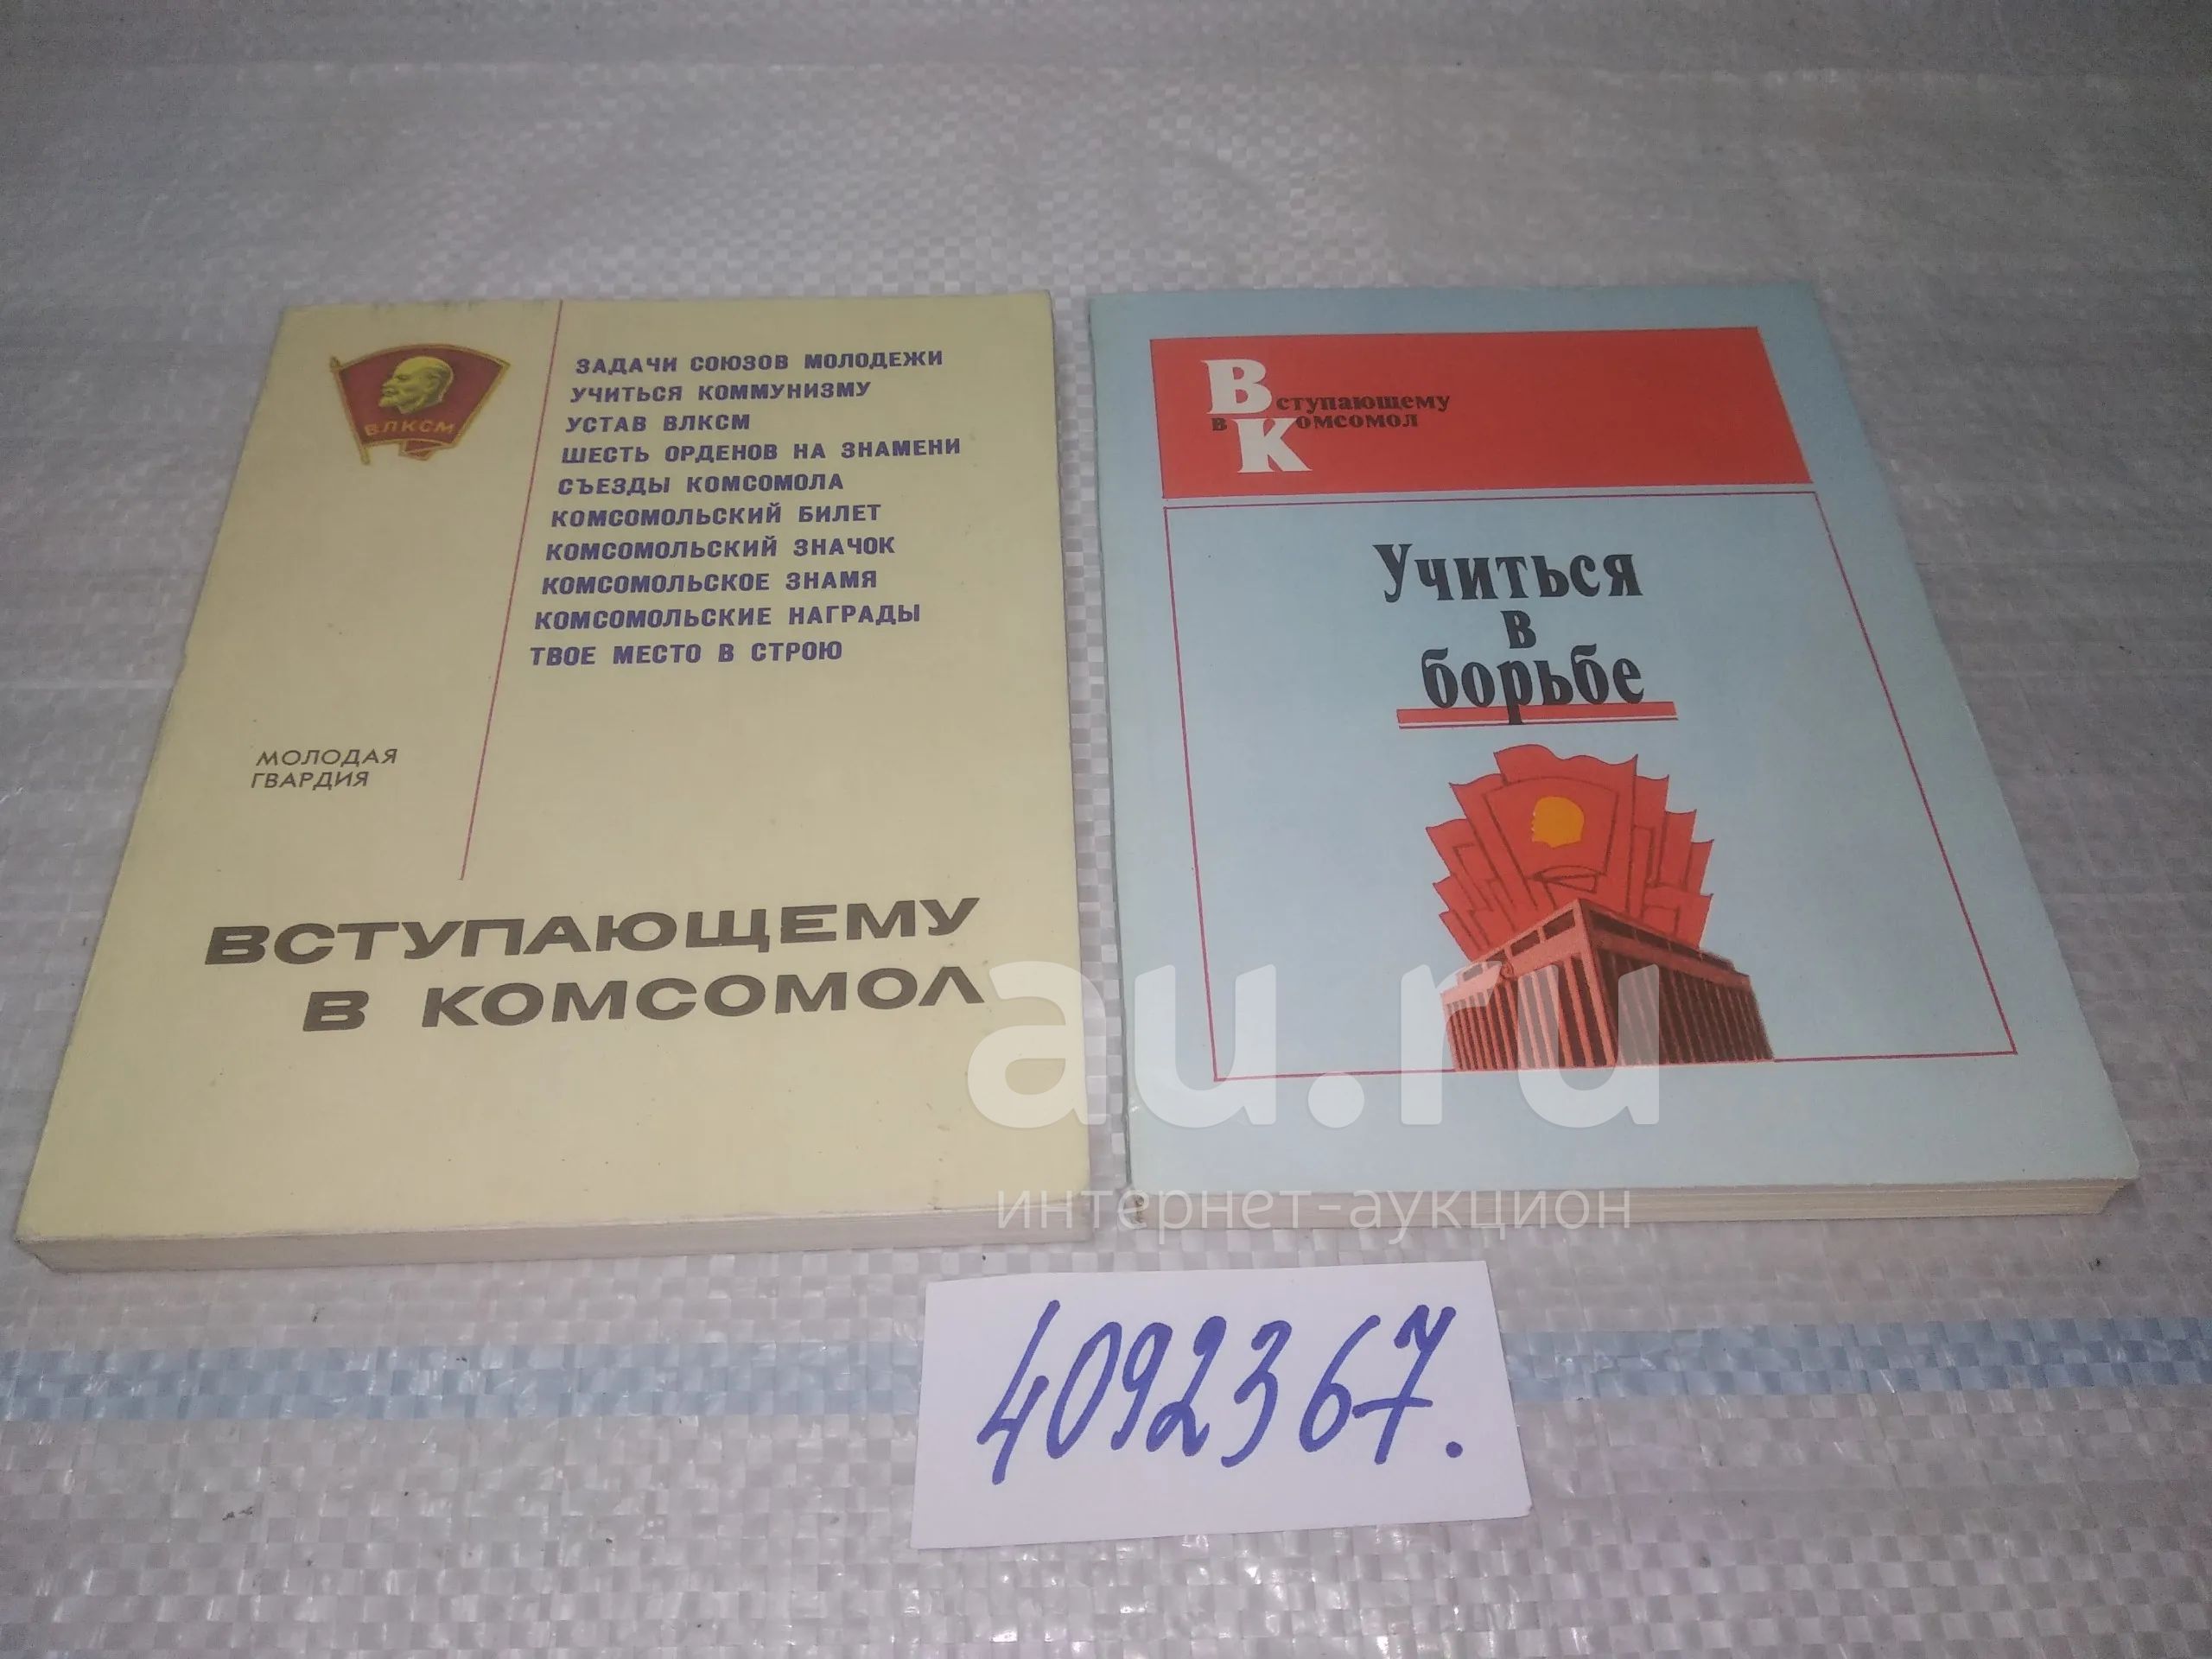 ВЛКСМ
ЗАДАЧИ СОЮЗОВ МОЛОДЕЖИ
УЧИТЬСЯ КОММУНИЗМУ
УСТАВ ВЛКСМ
ШЕСТЬ ОРДЕНОВ НА ЗНАМЕНИ
СЪЕЗДЫ КОМСОМОЛА
КОМСОМОЛЬСКИЙ БИЛЕТ
КОМСОМОЛЬСКИЙ ЗНАЧОК
КОМСОМОЛЬСКОЕ ЗНАМЯ
КОМСОМОЛЬСКИЕ НАГРАДЫ
ТВОЕ МЕСТО В СТРОЮ
МОЛОДАЯ
ГВАРДИЯ
ВСТУПАЮЩЕМУ
В КОМСОМОЛ
Вступающему
в Комсомол
Учиться
в
борьбе
au.ru
интернет-аукцион
4092367.